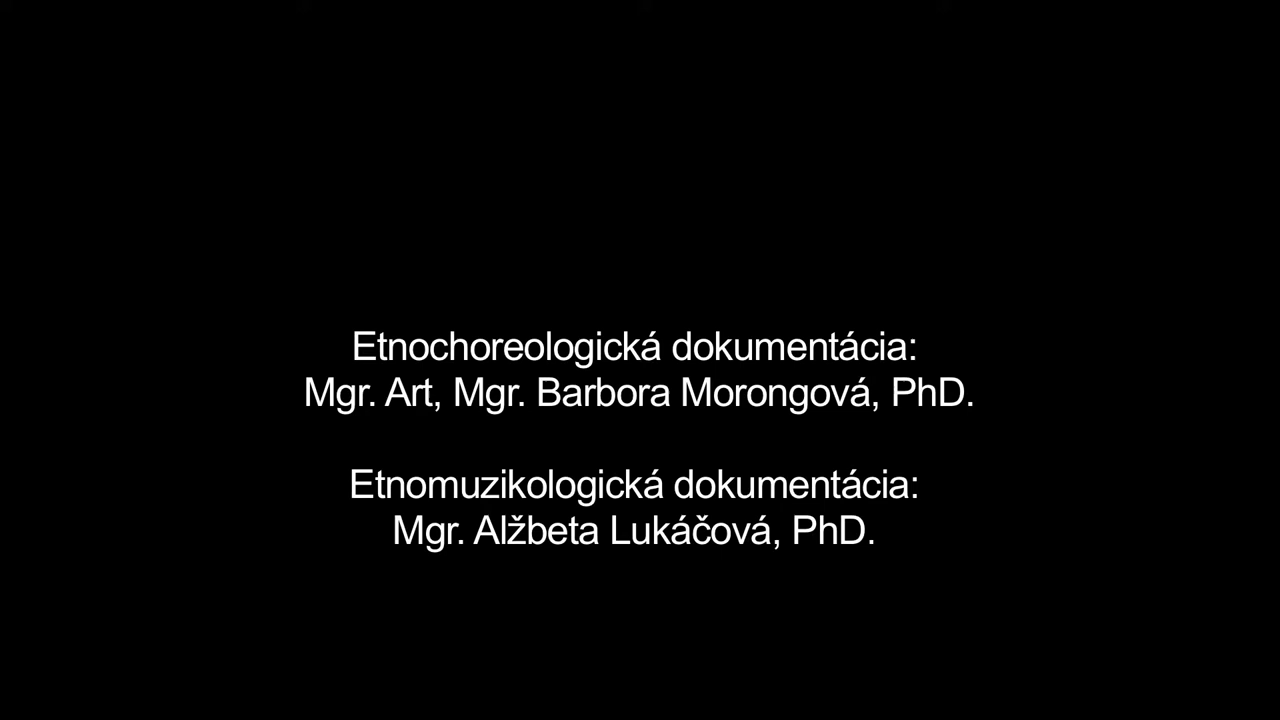 Etnochoreologická dokumentácia:
Mgr. Art, Mgr. Barbora Morongová, PhD.
Etnomuzikologická dokumentácia:
Mgr. Alžbeta Lukáčová, PhD.